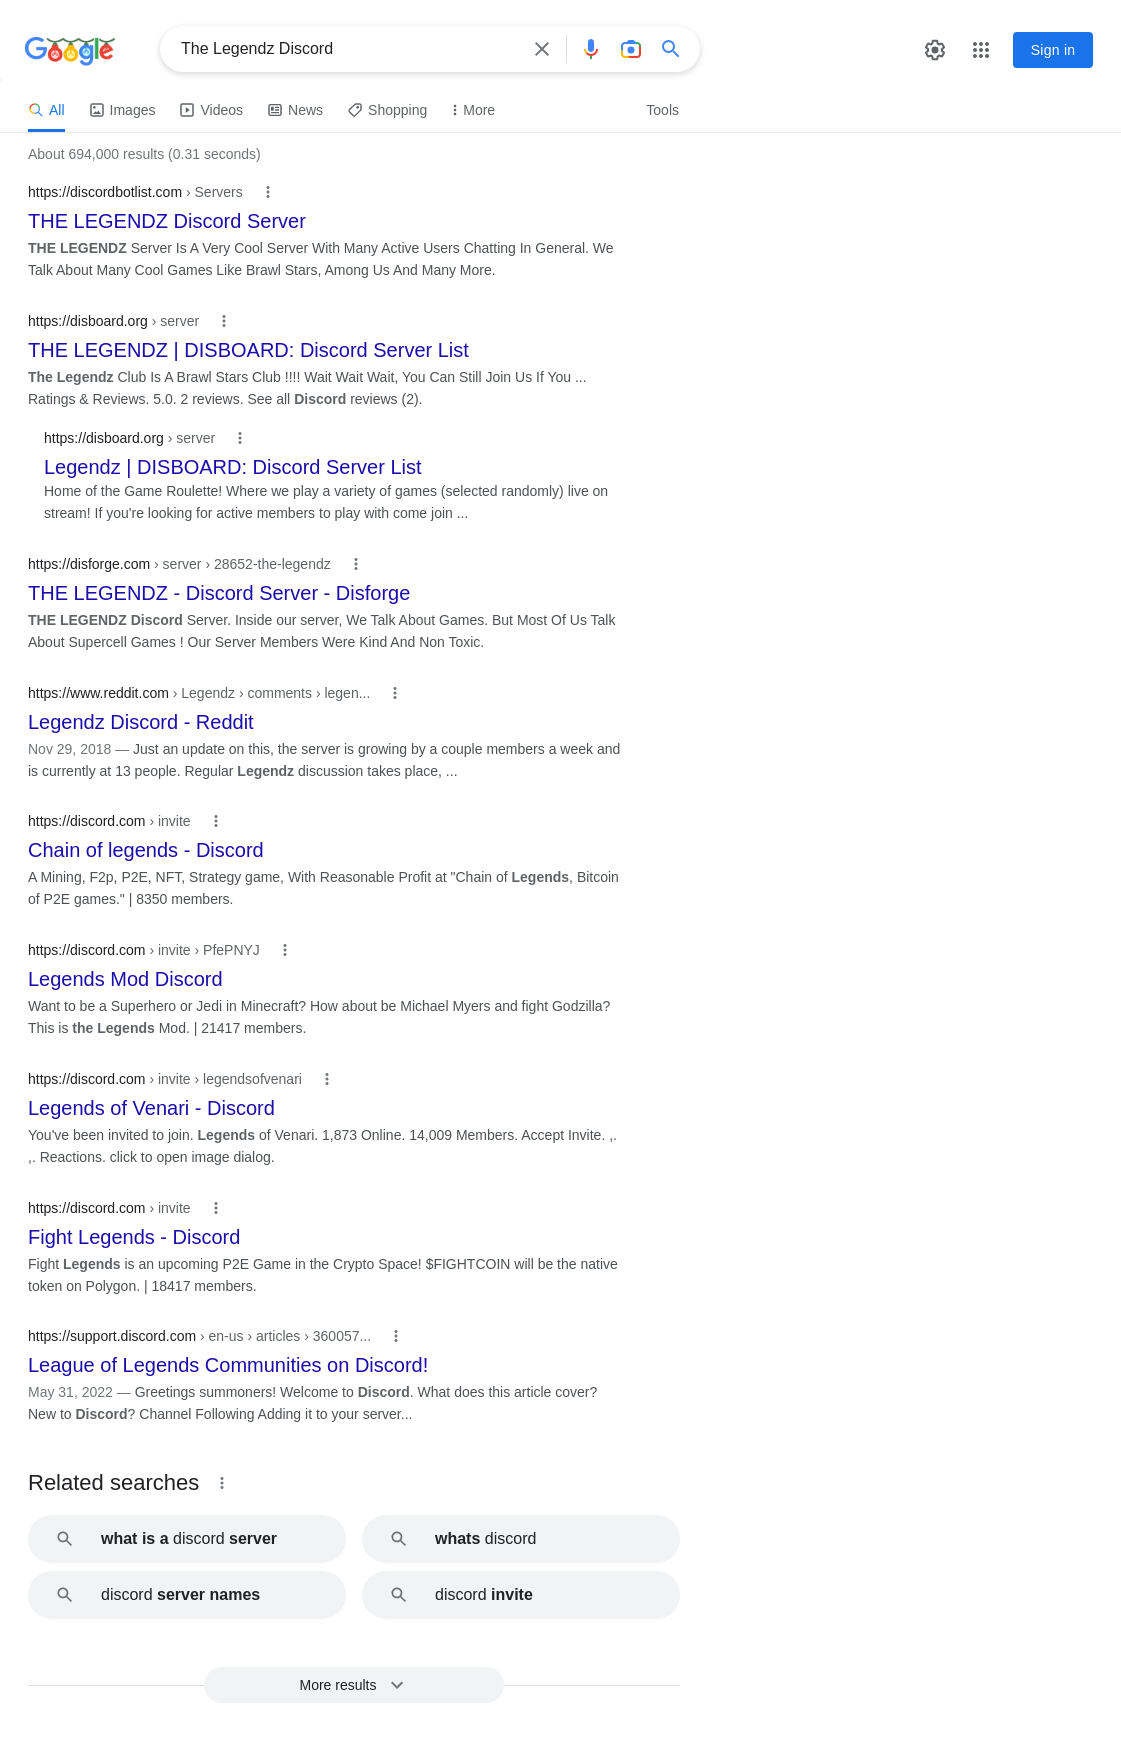 Google
The Legendz Discord
Sign in
All Images Videos News Shopping More Tools
About 694,000 results (0.31 seconds)
https://discordbotlist.com › Servers
THE LEGENDZ Discord Server
THE LEGENDZ Server Is A Very Cool Server With Many Active Users Chatting In General. We
Talk About Many Cool Games Like Brawl Stars, Among Us And Many More.
https://disboard.org › server
THE LEGENDZ | DISBOARD: Discord Server List
The Legendz Club Is A Brawl Stars Club !!!! Wait Wait Wait, You Can Still Join Us If You ...
Ratings & Reviews. 5.0. 2 reviews. See all Discord reviews (2).
https://disboard.org › server
Legendz | DISBOARD: Discord Server List
Home of the Game Roulette! Where we play a variety of games (selected randomly) live on
stream! If you're looking for active members to play with come join ...
https://disforge.com › server › 28652-the-legendz
THE LEGENDZ - Discord Server - Disforge
THE LEGENDZ Discord Server. Inside our server, We Talk About Games. But Most Of Us Talk
About Supercell Games ! Our Server Members Were Kind And Non Toxic.
https://www.reddit.com › Legendz › comments › legen...
Legendz Discord - Reddit
Nov 29, 2018 — Just an update on this, the server is growing by a couple members a week and
is currently at 13 people. Regular Legendz discussion takes place, ...
https://discord.com › invite
Chain of legends - Discord
A Mining, F2p, P2E, NFT, Strategy game, With Reasonable Profit at "Chain of Legends, Bitcoin
of P2E games." | 8350 members.
https://discord.com › invite › PfePNYJ
Legends Mod Discord
Want to be a Superhero or Jedi in Minecraft? How about be Michael Myers and fight Godzilla?
This is the Legends Mod. | 21417 members.
https://discord.com › invite › legendsofvenari
Legends of Venari - Discord
You've been invited to join. Legends of Venari. 1,873 Online. 14,009 Members. Accept Invite. ,.
,. Reactions. click to open image dialog.
https://discord.com › invite
Fight Legends - Discord
Fight Legends is an upcoming P2E Game in the Crypto Space! $FIGHTCOIN will be the native
token on Polygon. | 18417 members.
https://support.discord.com › en-us › articles › 360057...
League of Legends Communities on Discord!
May 31, 2022 — Greetings summoners! Welcome to Discord. What does this article cover?
New to Discord? Channel Following Adding it to your server...
Related searches
what is a discord server
whats discord
discord server names
discord invite
More results